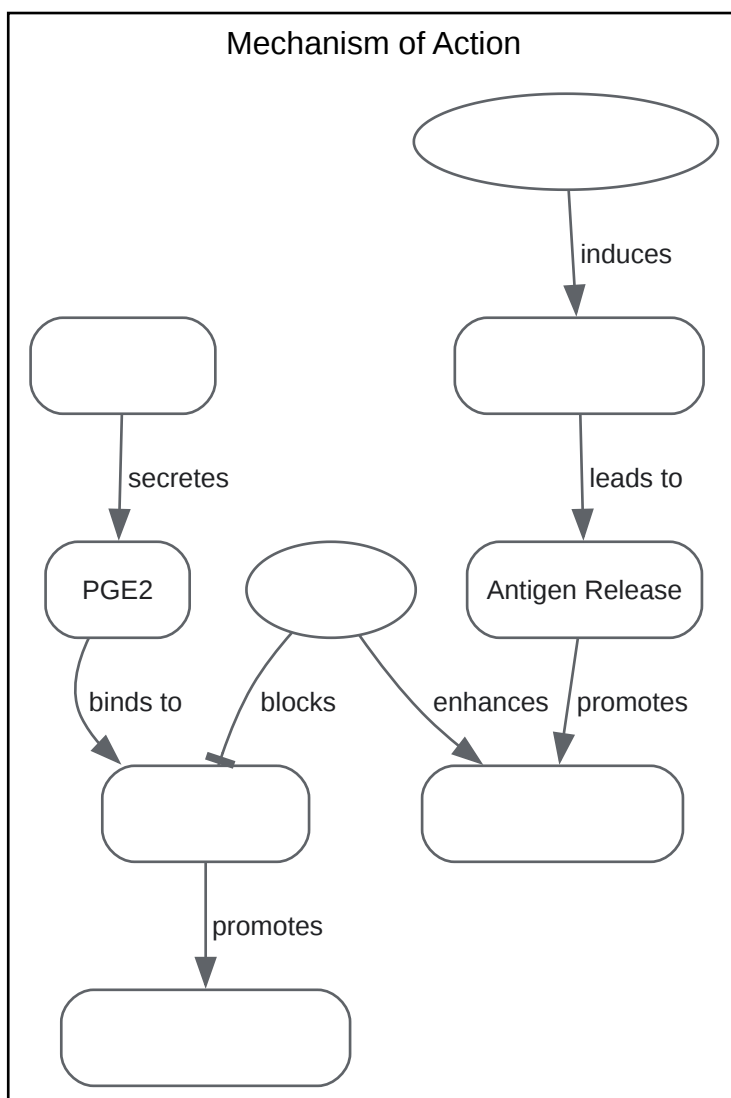 Mechanism of Action
induces
secretes
leads to
PGE2
Antigen Release
binds to
blocks
enhances
promotes
promotes